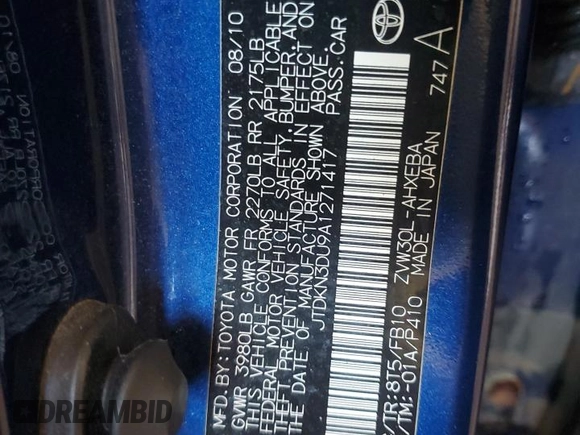 MFD. BY: TOYOTA MOTOR CORPORATION 08/10
GVWR 3980LB GAWR FR 2270LB RR 2175LB
THIS VEHICLE CONFORMS TO ALL APPLICABLE
FEDERAL MOTOR VEHICLE SAFETY, BUMPER, AND
THEFT PREVENTION STANDARDS IN EFFECT ON
THE DATE OF MANUFACTURE SHOWN ABOVE.
JTDKN3DU9A1271417 PASS.CAR
C/TR:8T5/FB10 ZVW30L-AHXEBA
A/TM:-01A/P410 MADE IN JAPAN 747A
DREAMBID